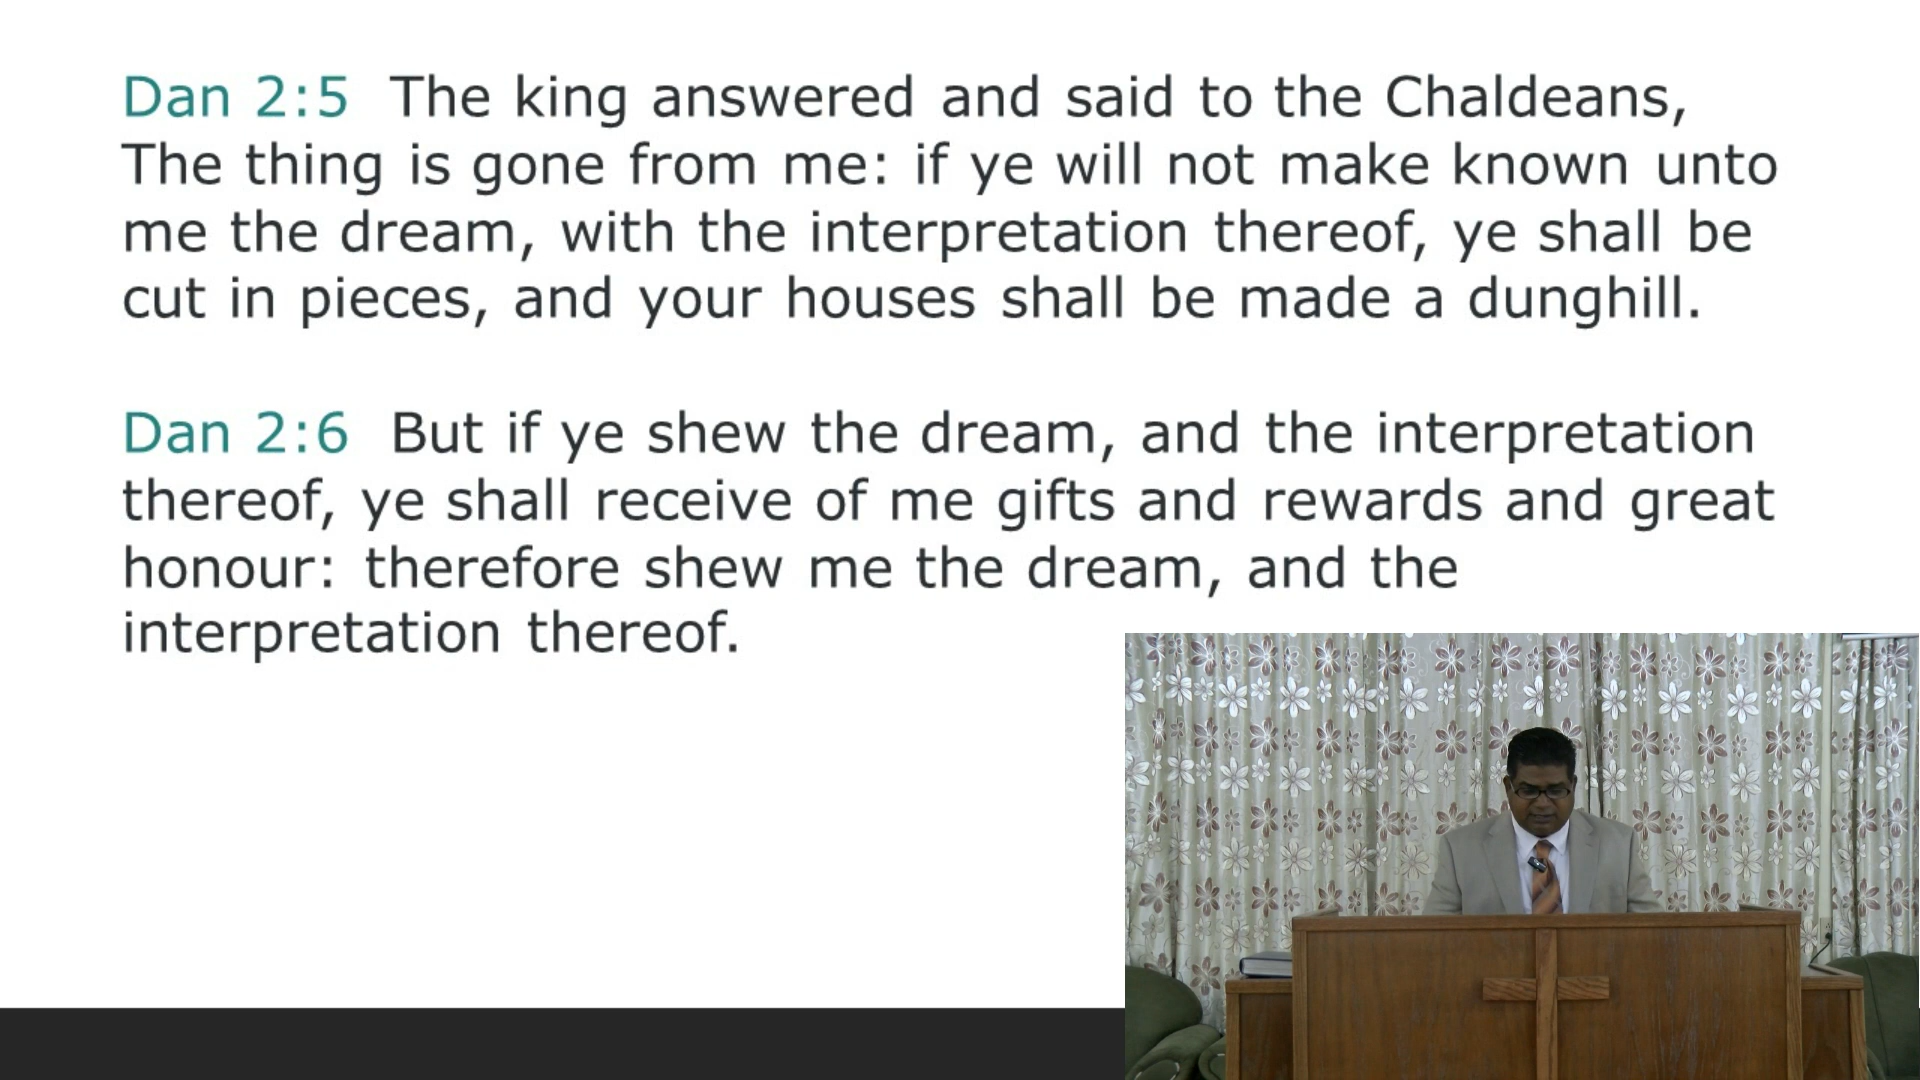 Dan 2:5  The king answered and said to the Chaldeans,
The thing is gone from me: if ye will not make known unto
me the dream, with the interpretation thereof, ye shall be
cut in pieces, and your houses shall be made a dunghill.
Dan 2:6  But if ye shew the dream, and the interpretation
thereof, ye shall receive of me gifts and rewards and great
honour: therefore shew me the dream, and the
interpretation thereof.